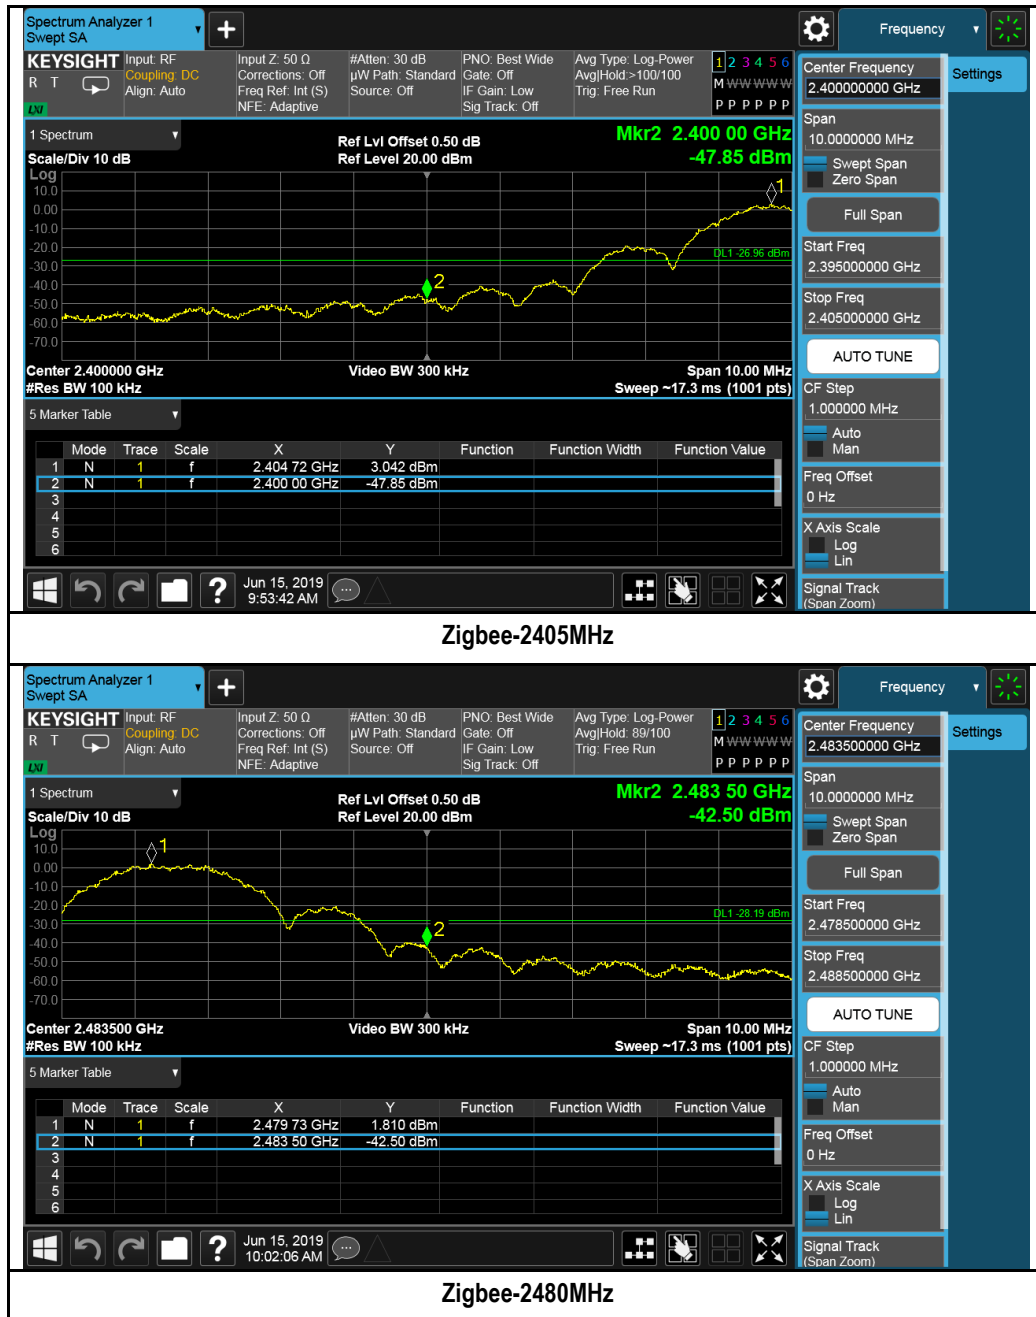 Spectrum Analyzer 1
Swept SA
+
Frequency
KEYSIGHT Input: RF Input Z: 50 Ω #Atten: 30 dB PNO: Best Wide Avg Type: Log-Power 1 2 3 4 5 6
R T Coupling: DC Corrections: Off µW Path: Standard Gate: Off Avg|Hold:>100/100 M W W W W W
Align: Auto Freq Ref: Int (S) Source: Off IF Gain: Low Trig: Free Run
LXI NFE: Adaptive Sig Track: Off P P P P P P
Center Frequency
2.400000000 GHz
Settings
Span
10.0000000 MHz
Swept Span
Zero Span
Full Span
Start Freq
2.395000000 GHz
Stop Freq
2.405000000 GHz
AUTO TUNE
CF Step
1.000000 MHz
Auto
Man
Freq Offset
0 Hz
X Axis Scale
Log
Lin
Signal Track
(Span Zoom)
1 Spectrum
Ref Lvl Offset 0.50 dB
Mkr2 2.400 00 GHz
Scale/Div 10 dB Ref Level 20.00 dBm -47.85 dBm
Log
10.0
0.00
-10.0
-20.0
-30.0
-40.0
-50.0
-60.0
-70.0
1
2
DL1 -26.96 dBm
Center 2.400000 GHz Video BW 300 kHz Span 10.00 MHz
#Res BW 100 kHz Sweep ~17.3 ms (1001 pts)
5 Marker Table
Mode Trace Scale X Y Function Function Width Function Value
1 N 1 f 2.404 72 GHz 3.042 dBm
2 N 1 f 2.400 00 GHz -47.85 dBm
3
4
5
6
?
Jun 15, 2019
9:53:42 AM
Zigbee-2405MHz
Spectrum Analyzer 1
Swept SA
+
Frequency
KEYSIGHT Input: RF Input Z: 50 Ω #Atten: 30 dB PNO: Best Wide Avg Type: Log-Power 1 2 3 4 5 6
R T Coupling: DC Corrections: Off µW Path: Standard Gate: Off Avg|Hold: 89/100 M W W W W W
Align: Auto Freq Ref: Int (S) Source: Off IF Gain: Low Trig: Free Run
LXI NFE: Adaptive Sig Track: Off P P P P P P
Center Frequency
2.483500000 GHz
Settings
Span
10.0000000 MHz
Swept Span
Zero Span
Full Span
Start Freq
2.478500000 GHz
Stop Freq
2.488500000 GHz
AUTO TUNE
CF Step
1.000000 MHz
Auto
Man
Freq Offset
0 Hz
X Axis Scale
Log
Lin
Signal Track
(Span Zoom)
1 Spectrum
Ref Lvl Offset 0.50 dB
Mkr2 2.483 50 GHz
Scale/Div 10 dB Ref Level 20.00 dBm -42.50 dBm
Log
10.0
0.00
-10.0
-20.0
-30.0
-40.0
-50.0
-60.0
-70.0
1
2
DL1 -28.19 dBm
Center 2.483500 GHz Video BW 300 kHz Span 10.00 MHz
#Res BW 100 kHz Sweep ~17.3 ms (1001 pts)
5 Marker Table
Mode Trace Scale X Y Function Function Width Function Value
1 N 1 f 2.479 73 GHz 1.810 dBm
2 N 1 f 2.483 50 GHz -42.50 dBm
3
4
5
6
?
Jun 15, 2019
10:02:06 AM
Zigbee-2480MHz